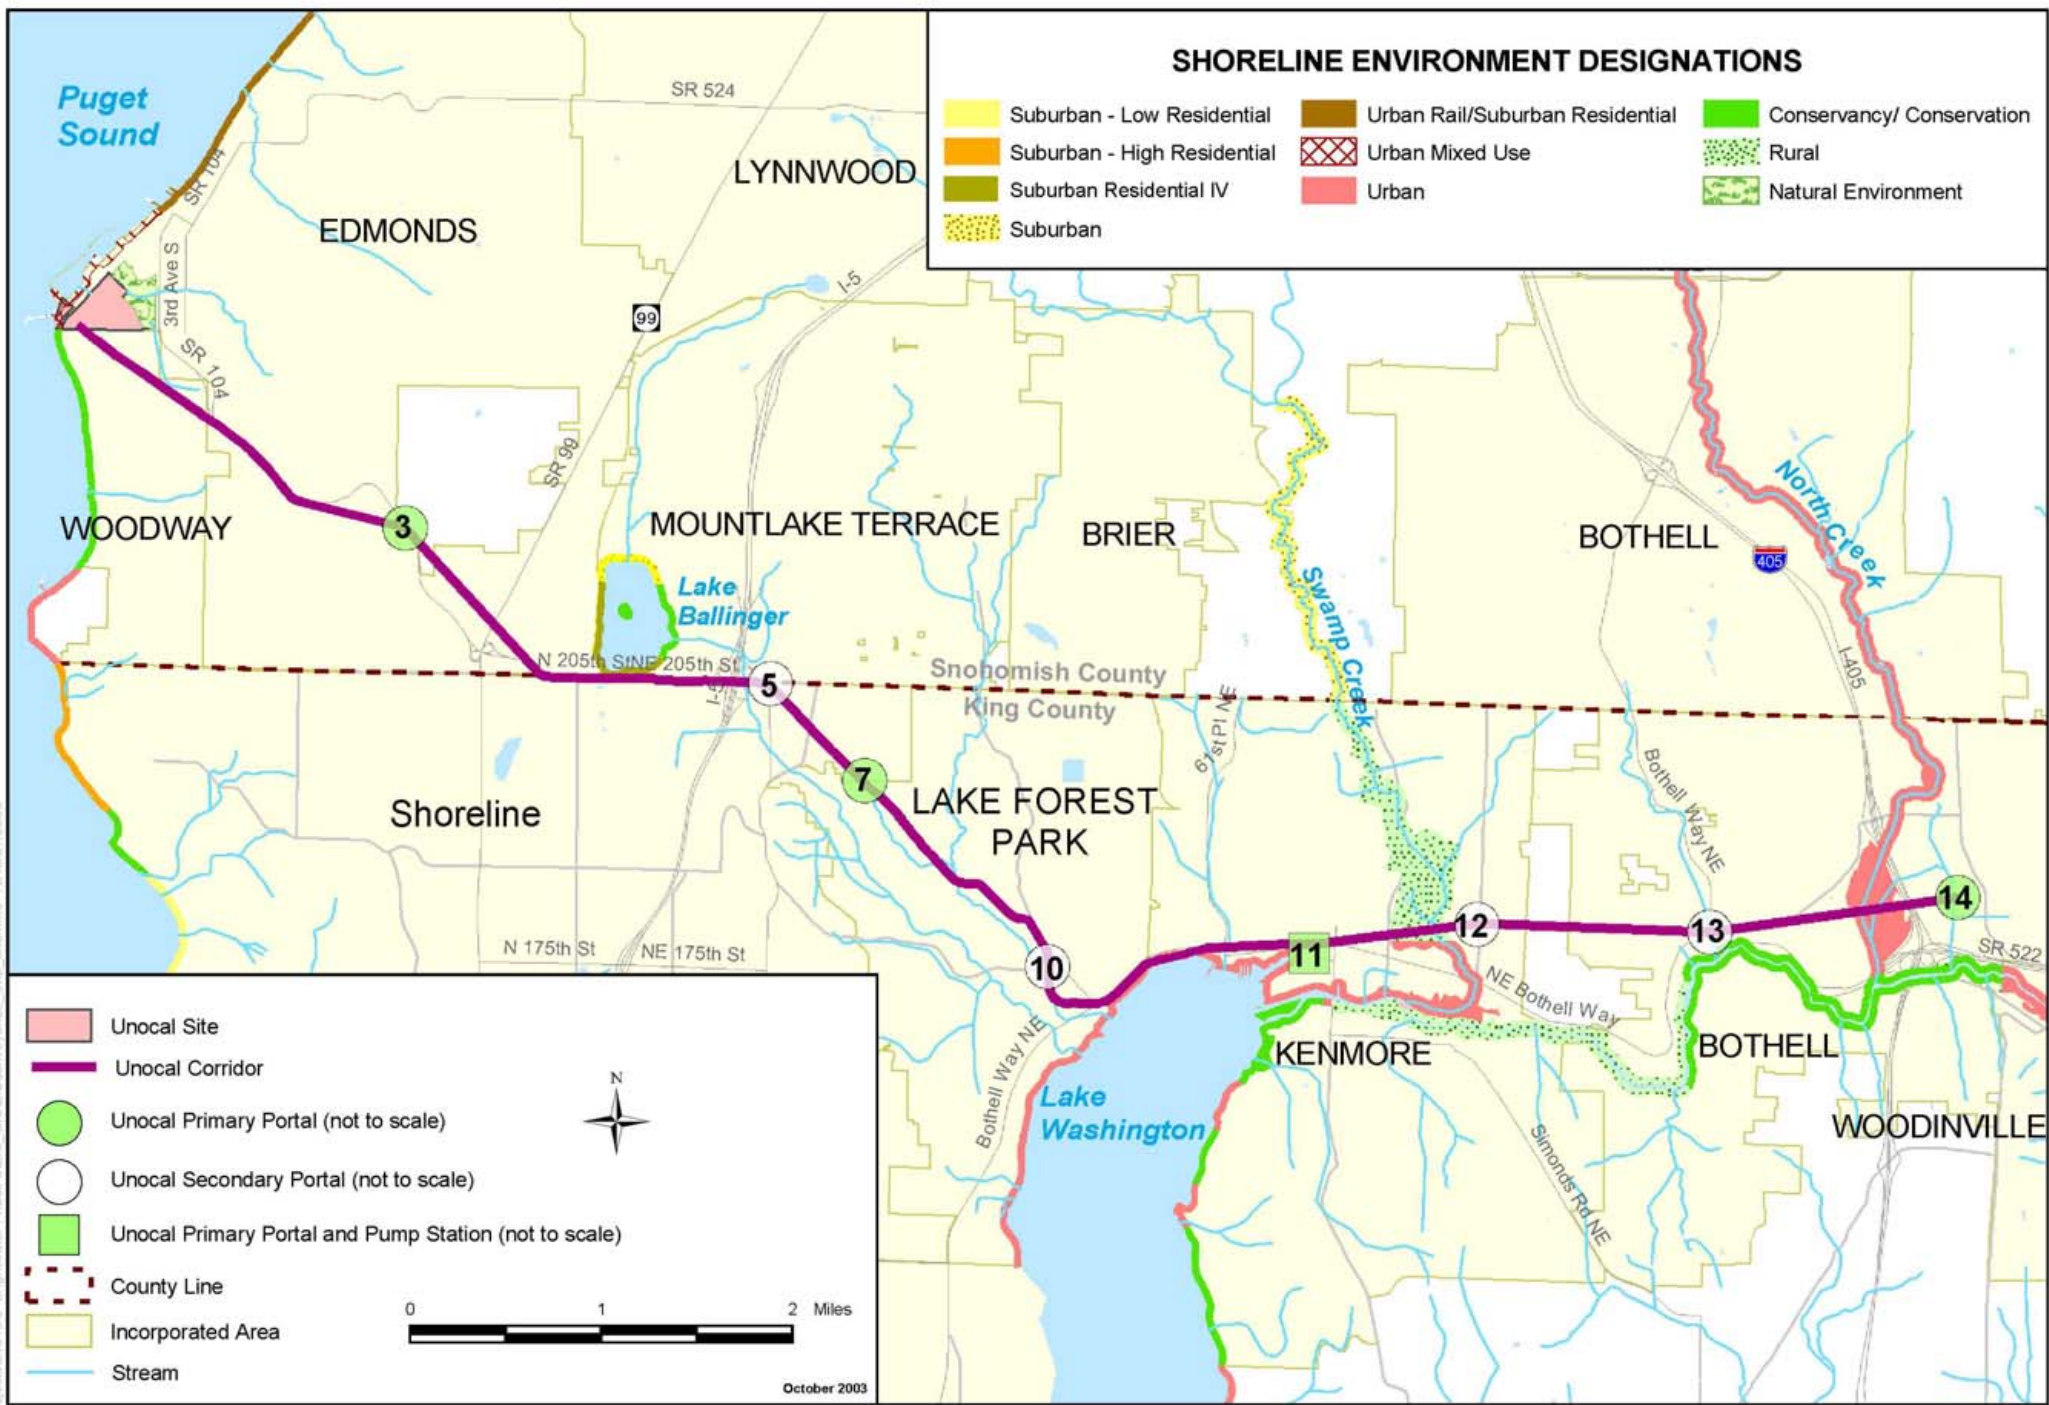 SHORELINE ENVIRONMENT DESIGNATIONS
Suburban - Low Residential
Suburban - High Residential
Suburban Residential IV
Suburban
Urban Rail/Suburban Residential
Urban Mixed Use
Urban
Conservancy/ Conservation
Rural
Natural Environment
Puget
Sound
SR 524
LYNNWOOD
SR 104
EDMONDS
3rd Ave S
I-5
99
SR 104
SR 99
North Creek
WOODWAY
3
MOUNTLAKE TERRACE
BRIER
BOTHELL
405
Lake
Ballinger
Swamp Creek
N 205th St
NE 205th St
I-5
5
Snohomish County
King County
61st Pl NE
I-405
7
Shoreline
LAKE FOREST
PARK
Bothell Way NE
14
12
13
11
10
N 175th St
NE 175th St
SR 522
NE Bothell Way
KENMORE
BOTHELL
Bothell Way NE
Lake
Washington
WOODINVILLE
Simonds Rd NE
Unocal Site
Unocal Corridor
N
Unocal Primary Portal (not to scale)
Unocal Secondary Portal (not to scale)
Unocal Primary Portal and Pump Station (not to scale)
County Line
0 1 2 Miles
Incorporated Area
Stream
October 2003